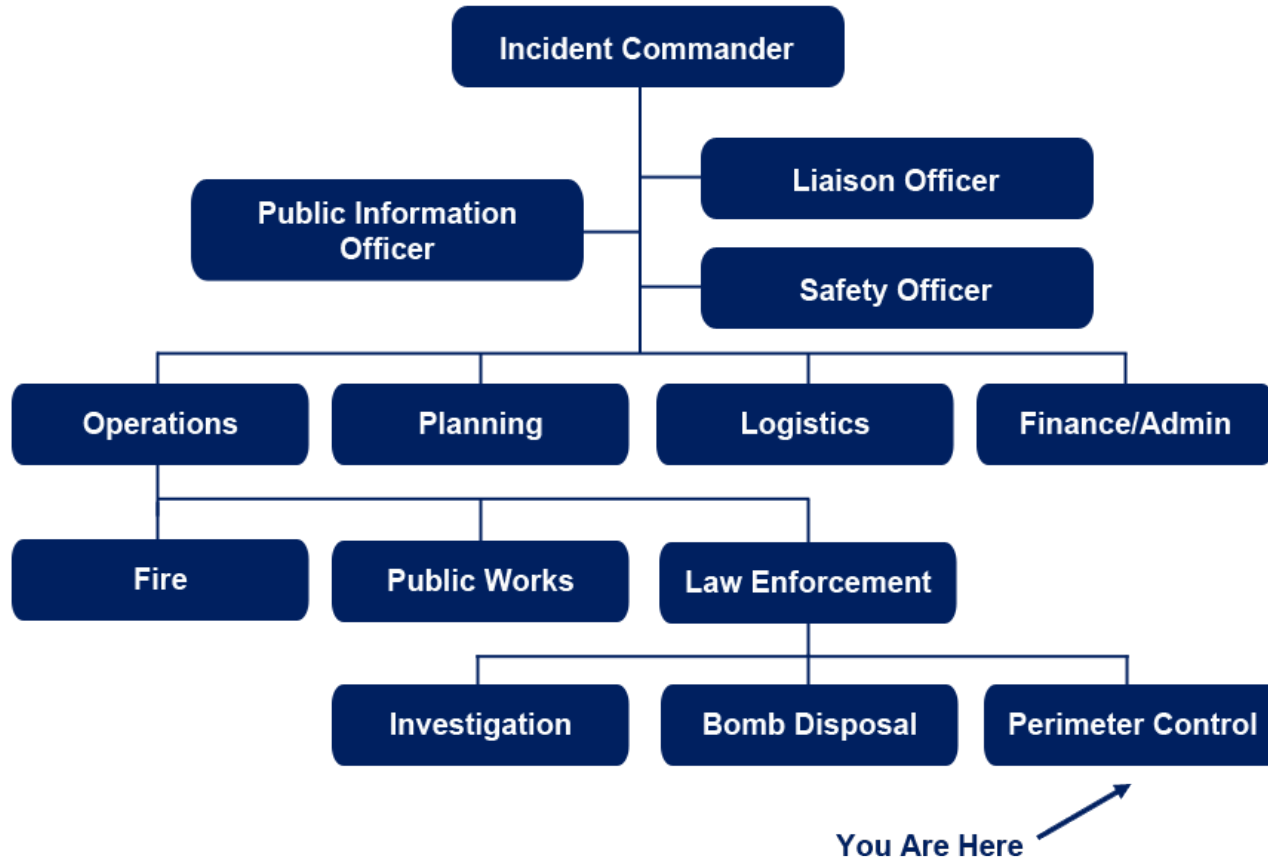 Incident Commander
Liaison Officer
Public Information
Officer
Safety Officer
Operations
Planning
Logistics
Finance/Admin
Fire
Public Works
Law Enforcement
Investigation
Bomb Disposal
Perimeter Control
You Are Here